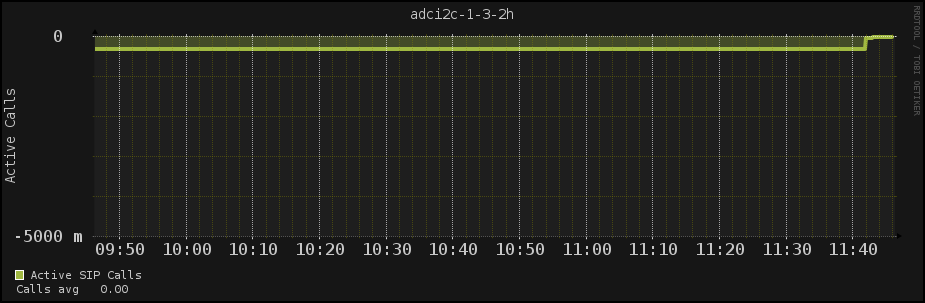 adci2c-1-3-2h
RRDTOOL / TOBI OETIKER
Active Calls
0
-5000 m
09:50 10:00 10:10 10:20 10:30 10:40 10:50 11:00 11:10 11:20 11:30 11:40
Active SIP Calls
Calls avg 0.00